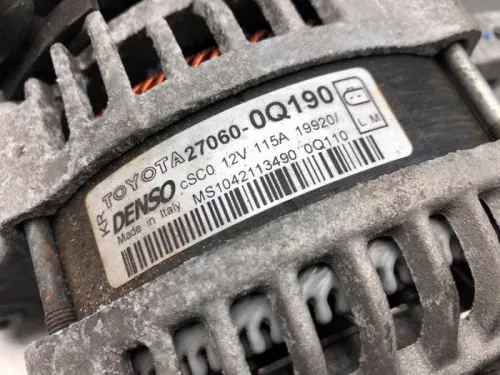 KR TOYOTA 27060-0Q190
DENSO cSC0 12V 115A 19920/
Made in Italy MS1042113490 0Q110
L M